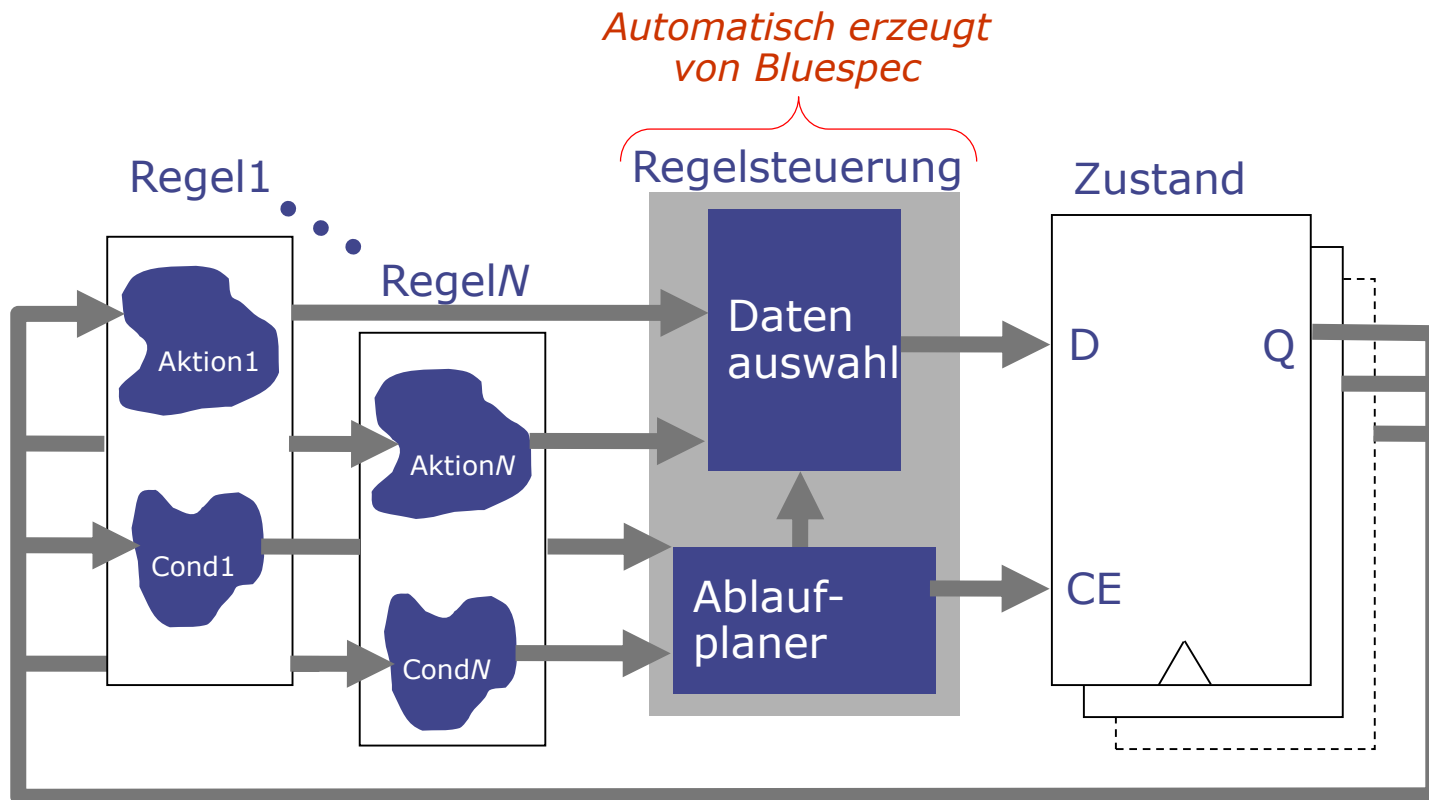 Automatisch erzeugt
von Bluespec
Regelsteuerung
Regel1
Zustand
RegelN
Daten
auswahl
Aktion1
D
Q
AktionN
Cond1
Ablauf-
planer
CE
CondN